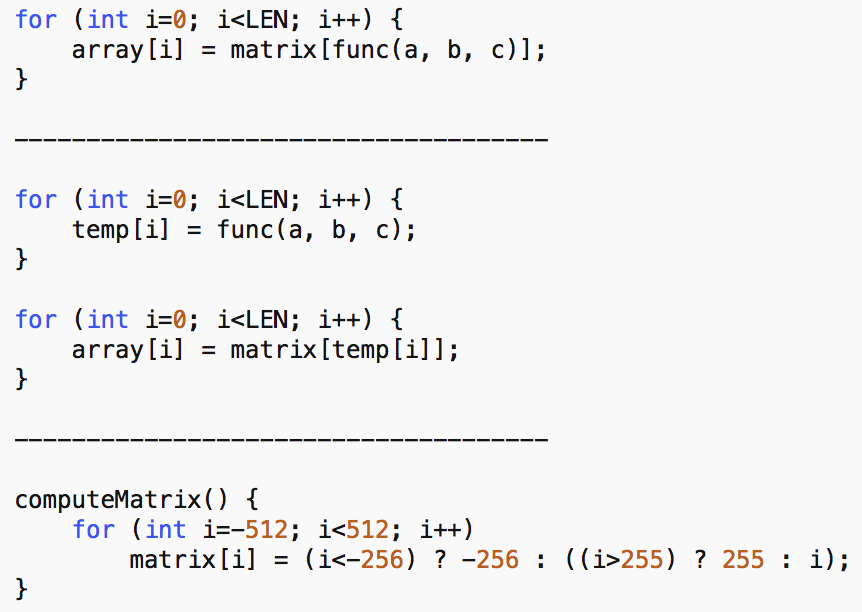 for (int i=0; i<LEN; i++) {
    array[i] = matrix[func(a, b, c)];
}
-------------------------------------
for (int i=0; i<LEN; i++) {
    temp[i] = func(a, b, c);
}
for (int i=0; i<LEN; i++) {
    array[i] = matrix[temp[i]];
}
-------------------------------------
computeMatrix() {
    for (int i=-512; i<512; i++)
        matrix[i] = (i<-256) ? -256 : ((i>255) ? 255 : i);
}